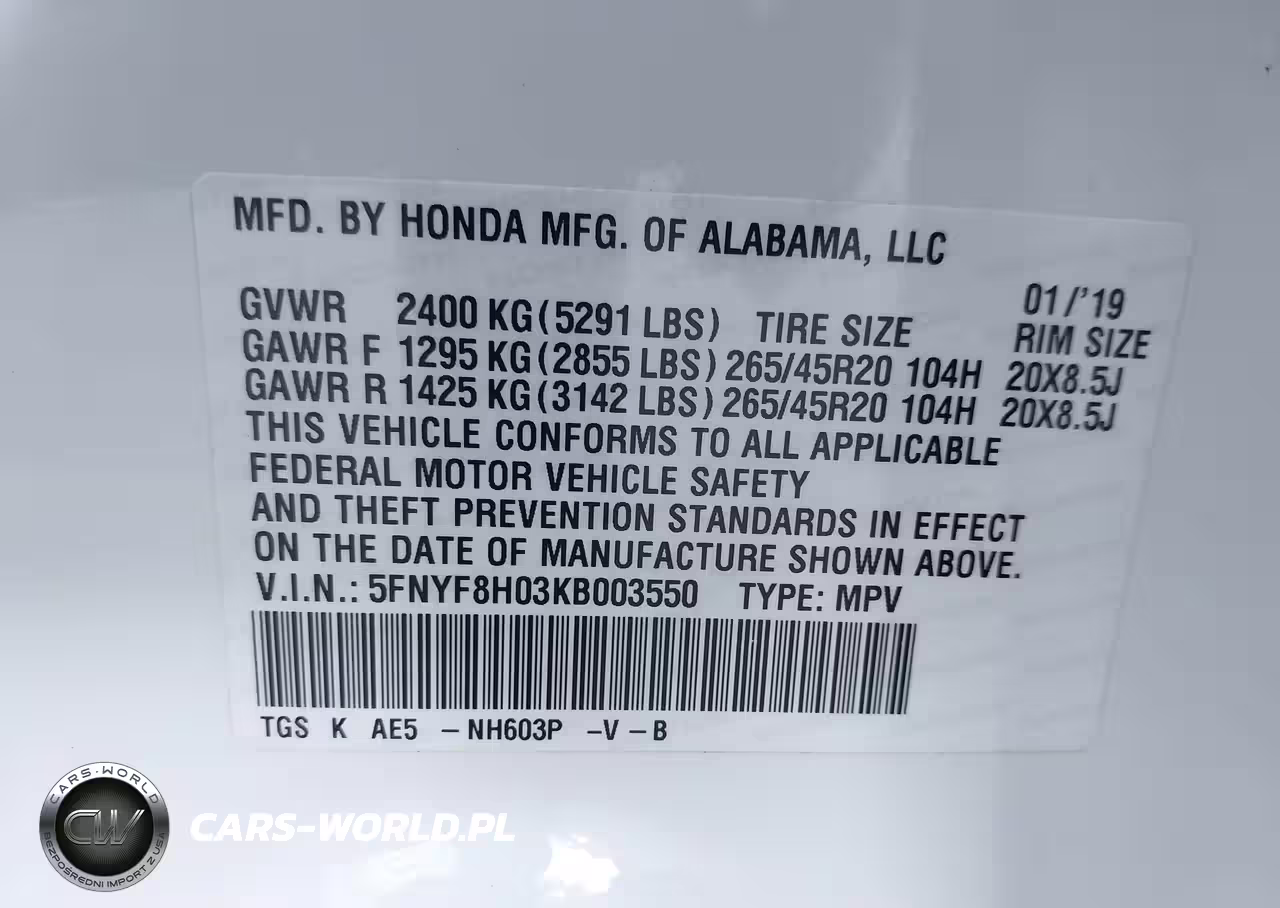 MFD. BY HONDA MFG. OF ALABAMA, LLC
01/'19
GVWR 2400 KG(5291 LBS) TIRE SIZE RIM SIZE
GAWR F 1295 KG(2855 LBS) 265/45R20 104H 20X8.5J
GAWR R 1425 KG(3142 LBS) 265/45R20 104H 20X8.5J
THIS VEHICLE CONFORMS TO ALL APPLICABLE
FEDERAL MOTOR VEHICLE SAFETY
AND THEFT PREVENTION STANDARDS IN EFFECT
ON THE DATE OF MANUFACTURE SHOWN ABOVE.
V.I.N.: 5FNYF8H03KB003550 TYPE: MPV
TGS K AE5 –NH603P –V –B
CARS·WORLD
CW
BEZPOŚREDNI IMPORT Z USA
CARS-WORLD.PL